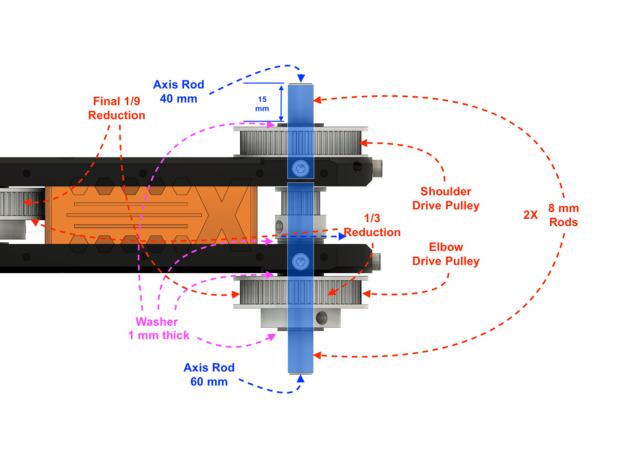 Axis Rod
40 mm
Final 1/9
Reduction
15
mm
Shoulder
Drive Pulley
2X
8 mm
Rods
1/3
Reduction
Elbow
Drive Pulley
Washer
1 mm thick
Axis Rod
60 mm